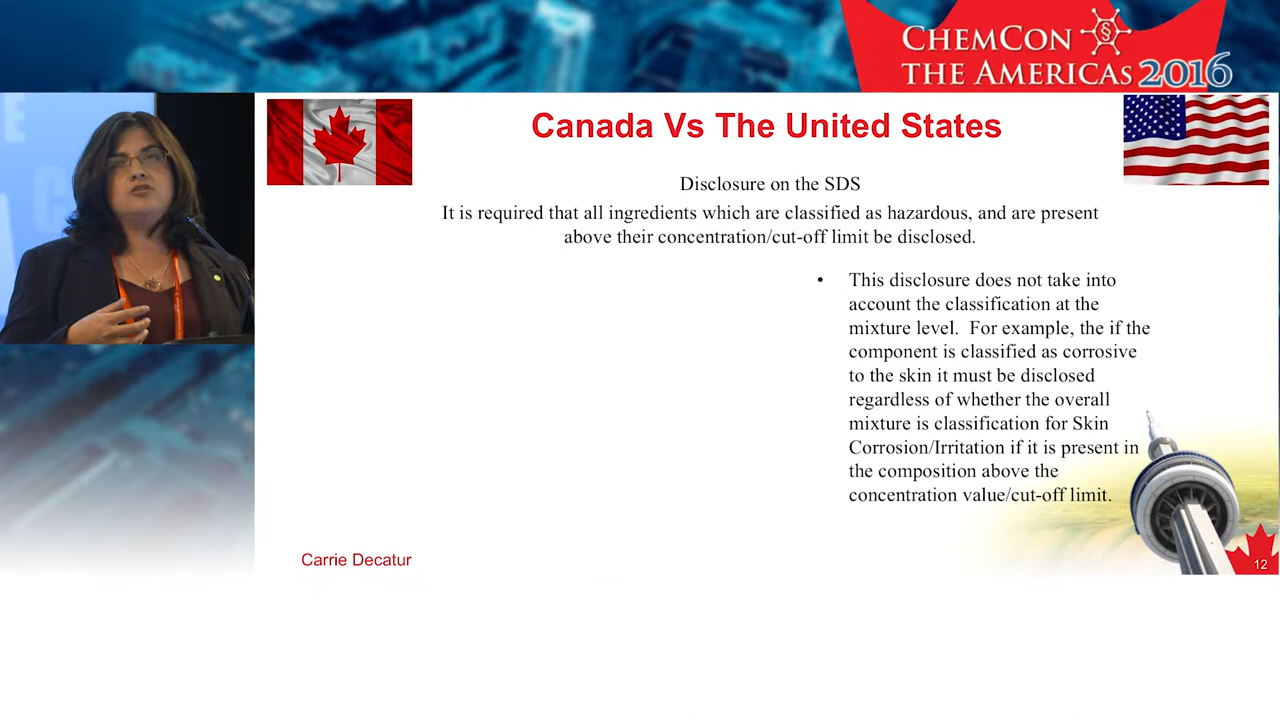 CHEMCON
THE AMERICAS 2016
§
Canada Vs The United States
Disclosure on the SDS
It is required that all ingredients which are classified as hazardous, and are present
above their concentration/cut-off limit be disclosed.
• This disclosure does not take into
account the classification at the
mixture level. For example, the if the
component is classified as corrosive
to the skin it must be disclosed
regardless of whether the overall
mixture is classification for Skin
Corrosion/Irritation if it is present in
the composition above the
concentration value/cut-off limit.
Carrie Decatur
12